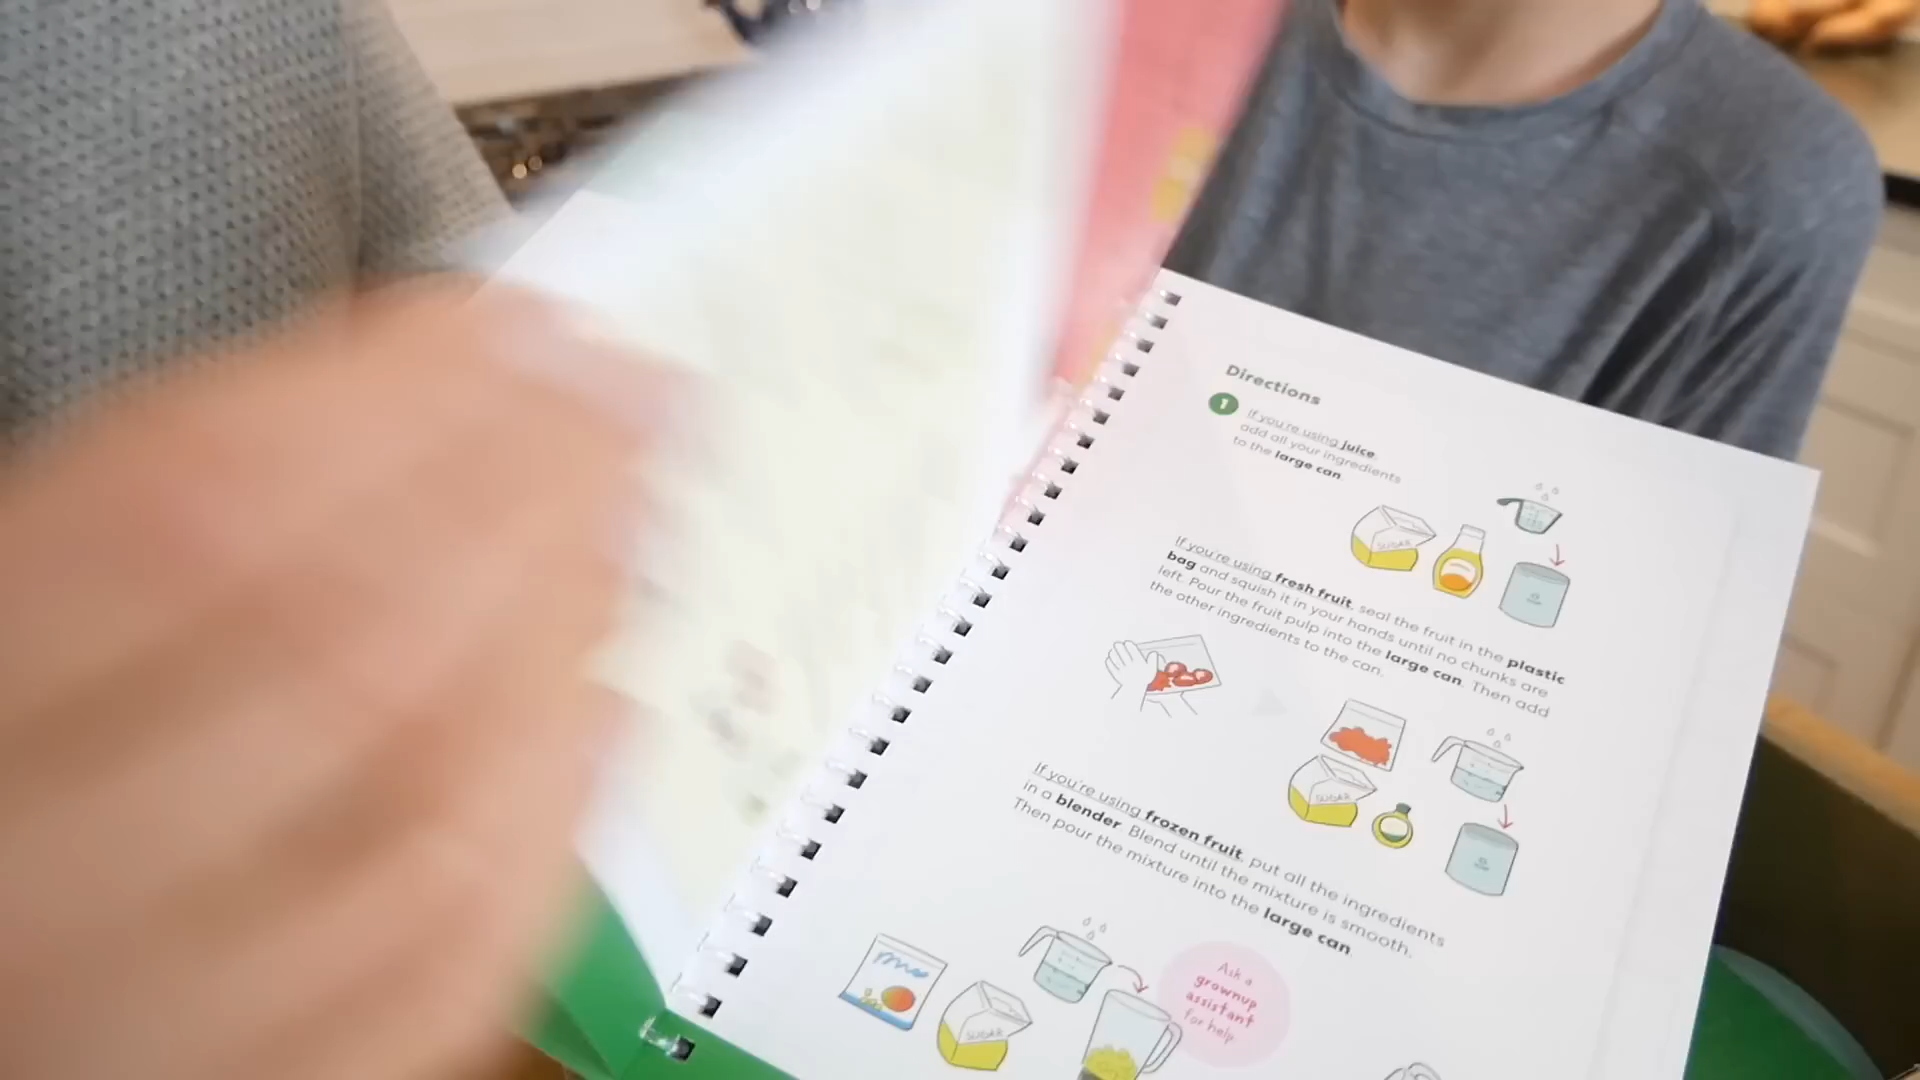 Directions
1
If you're using juice,
add all your ingredients
to the large can.
SUGAR
If you're using fresh fruit, seal the fruit in the plastic
bag and squish it in your hands until no chunks are
left. Pour the fruit pulp into the large can. Then add
the other ingredients to the can.
SUGAR
If you're using frozen fruit, put all the ingredients
in a blender. Blend until the mixture is smooth.
Then pour the mixture into the large can.
SUGAR
Ask a
grownup
assistant
for help